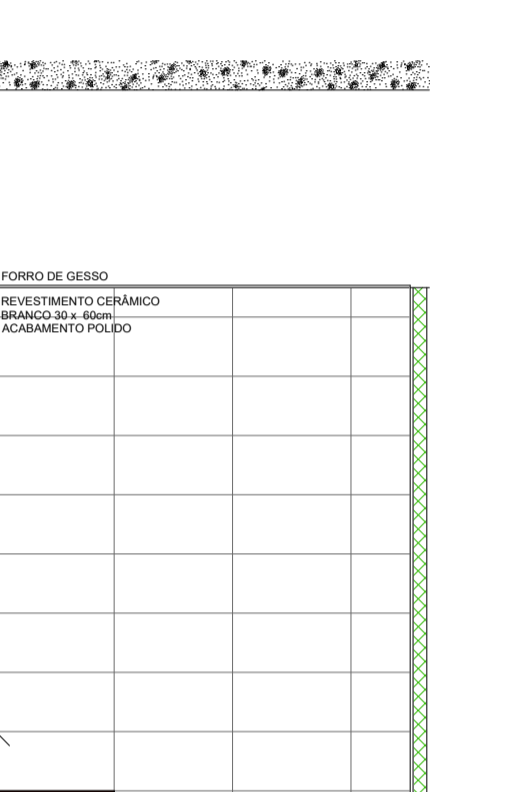 FORRO DE GESSO
REVESTIMENTO CERÂMICO
BRANCO 30 x 60cm
ACABAMENTO POLIDO